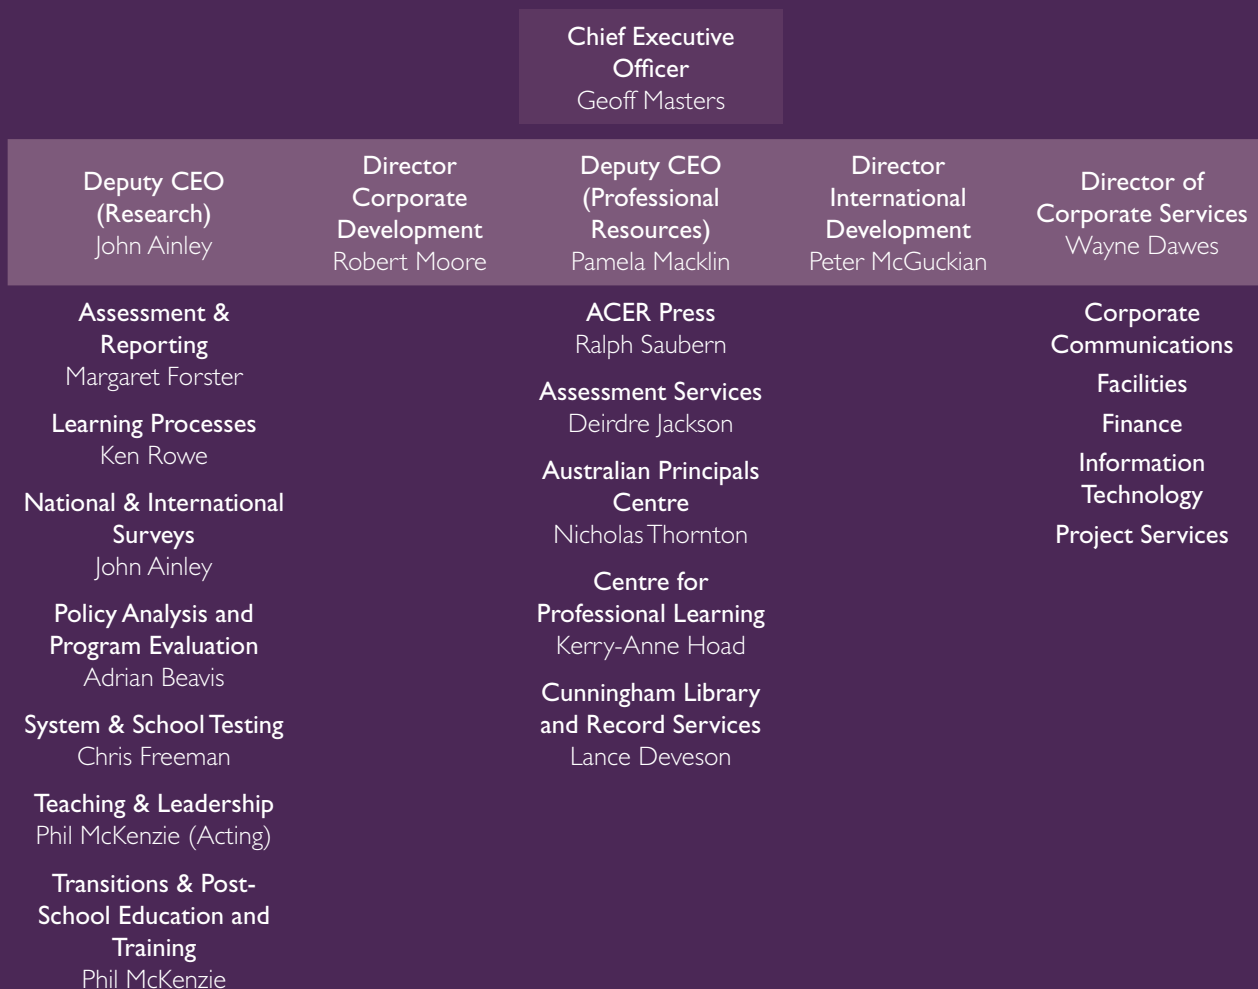 Chief Executive
Officer
Geoff Masters
Deputy CEO
(Research)
John Ainley
Director
Corporate
Development
Robert Moore
Deputy CEO
(Professional
Resources)
Pamela Macklin
Director
International
Development
Peter McGuckian
Director of
Corporate Services
Wayne Dawes
Assessment &
Reporting
Margaret Forster
Learning Processes
Ken Rowe
National & International
Surveys
John Ainley
Policy Analysis and
Program Evaluation
Adrian Beavis
System & School Testing
Chris Freeman
Teaching & Leadership
Phil McKenzie (Acting)
Transitions & Post-
School Education and
Training
Phil McKenzie
ACER Press
Ralph Saubern
Assessment Services
Deirdre Jackson
Australian Principals
Centre
Nicholas Thornton
Centre for
Professional Learning
Kerry-Anne Hoad
Cunningham Library
and Record Services
Lance Deveson
Corporate
Communications
Facilities
Finance
Information
Technology
Project Services